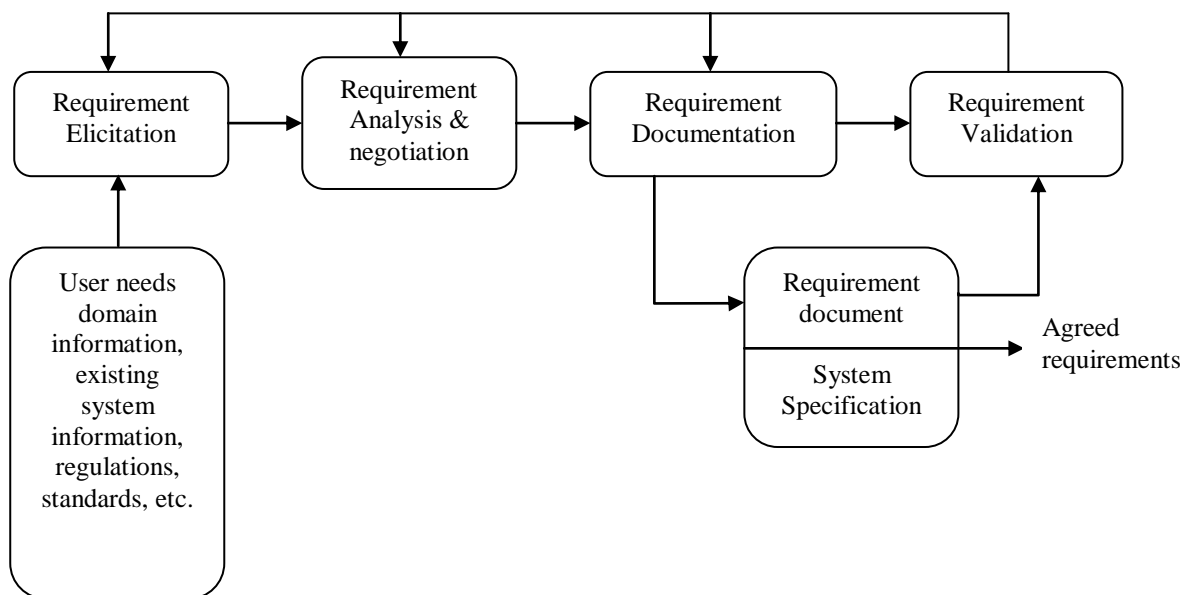 Requirement
Elicitation
Requirement
Analysis &
negotiation
Requirement
Documentation
Requirement
Validation
User needs
domain
information,
existing
system
information,
regulations,
standards, etc.
Requirement
document
System
Specification
Agreed
requirements